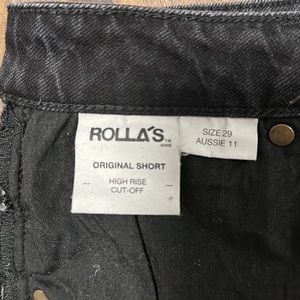 ROLLA'S
JEANS
ORIGINAL SHORT
HIGH RISE
CUT-OFF
SIZE 29
AUSSIE 11